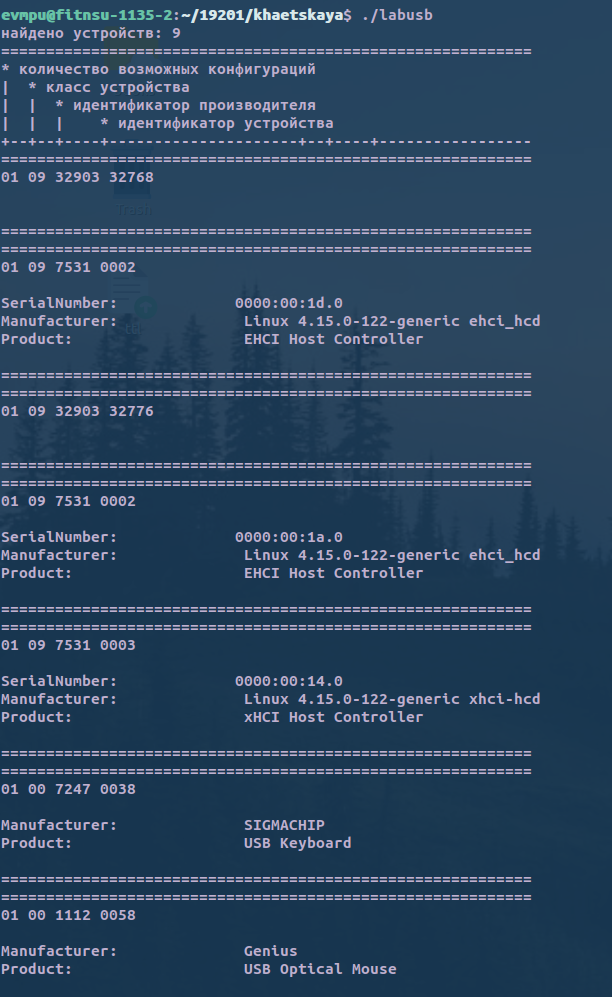 evmpu@fitnsu-1135-2:~/19201/khaetskaya$ ./labusb
найдено устройств: 9
===========================================================
* количество возможных конфигураций
|  * класс устройства
|  |  * идентификатор производителя
|  |  |    * идентификатор устройства
+--+--+----+---------------------+--+----+-----------------
===========================================================
01 09 32903 32768
Trash
===========================================================
===========================================================
01 09 7531 0002
SerialNumber:             0000:00:1d.0
Manufacturer:              Linux 4.15.0-122-generic ehci_hcd
Product:                   EHCI Host Controller
===========================================================
===========================================================
01 09 32903 32776
===========================================================
===========================================================
01 09 7531 0002
SerialNumber:             0000:00:1a.0
Manufacturer:              Linux 4.15.0-122-generic ehci_hcd
Product:                   EHCI Host Controller
===========================================================
===========================================================
01 09 7531 0003
SerialNumber:             0000:00:14.0
Manufacturer:              Linux 4.15.0-122-generic xhci-hcd
Product:                   xHCI Host Controller
===========================================================
===========================================================
01 00 7247 0038
Manufacturer:              SIGMACHIP
Product:                   USB Keyboard
===========================================================
===========================================================
01 00 1112 0058
Manufacturer:              Genius
Product:                   USB Optical Mouse